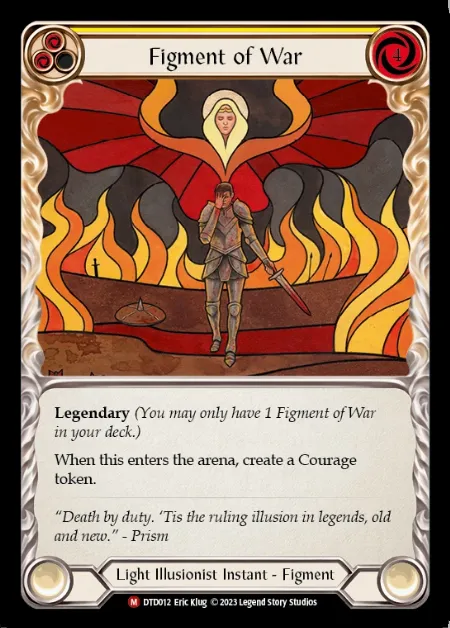 Figment of War
Legendary (You may only have 1 Figment of War
in your deck.)
When this enters the arena, create a Courage
token.
“Death by duty. ‘Tis the ruling illusion in legends, old
and new.” - Prism
Light Illusionist Instant - Figment
M DTD012 Eric Klug © 2023 Legend Story Studios